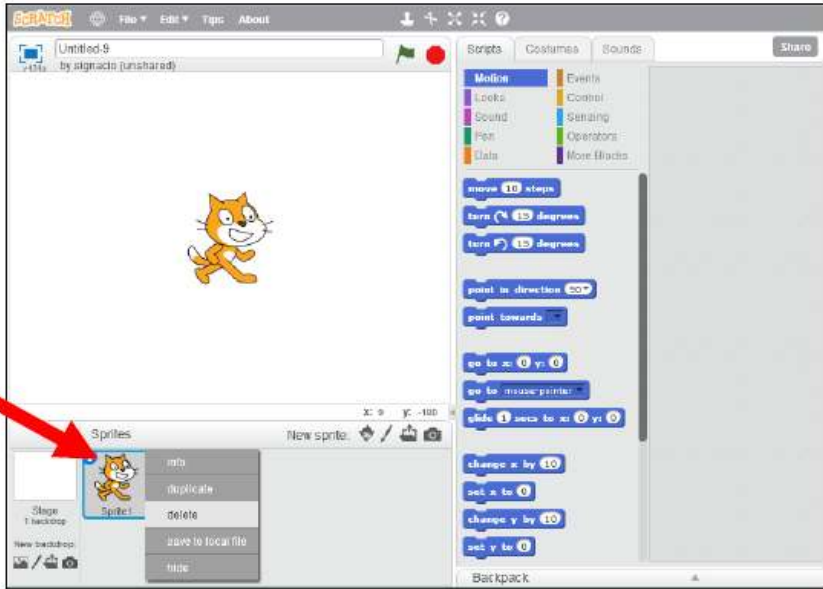 SCRATCH File Edit Tips About
Untitled-9
by signacio (unshared)
v434a
Scripts Costumes Sounds
Share
Motion Events
Looks Control
Sound Sensing
Pen Operators
Data More Blocks
move 10 steps
turn 15 degrees
turn 15 degrees
point in direction 90
point towards
go to x: 0 y: 0
go to mouse-pointer
glide 1 secs to x: 0 y: 0
change x by 10
set x to 0
change y by 10
set y to 0
y: -180
Sprites
New sprite:
Stage
1 backdrop
New backdrop:
Sprite1
info
duplicate
delete
save to local file
hide
Backpack